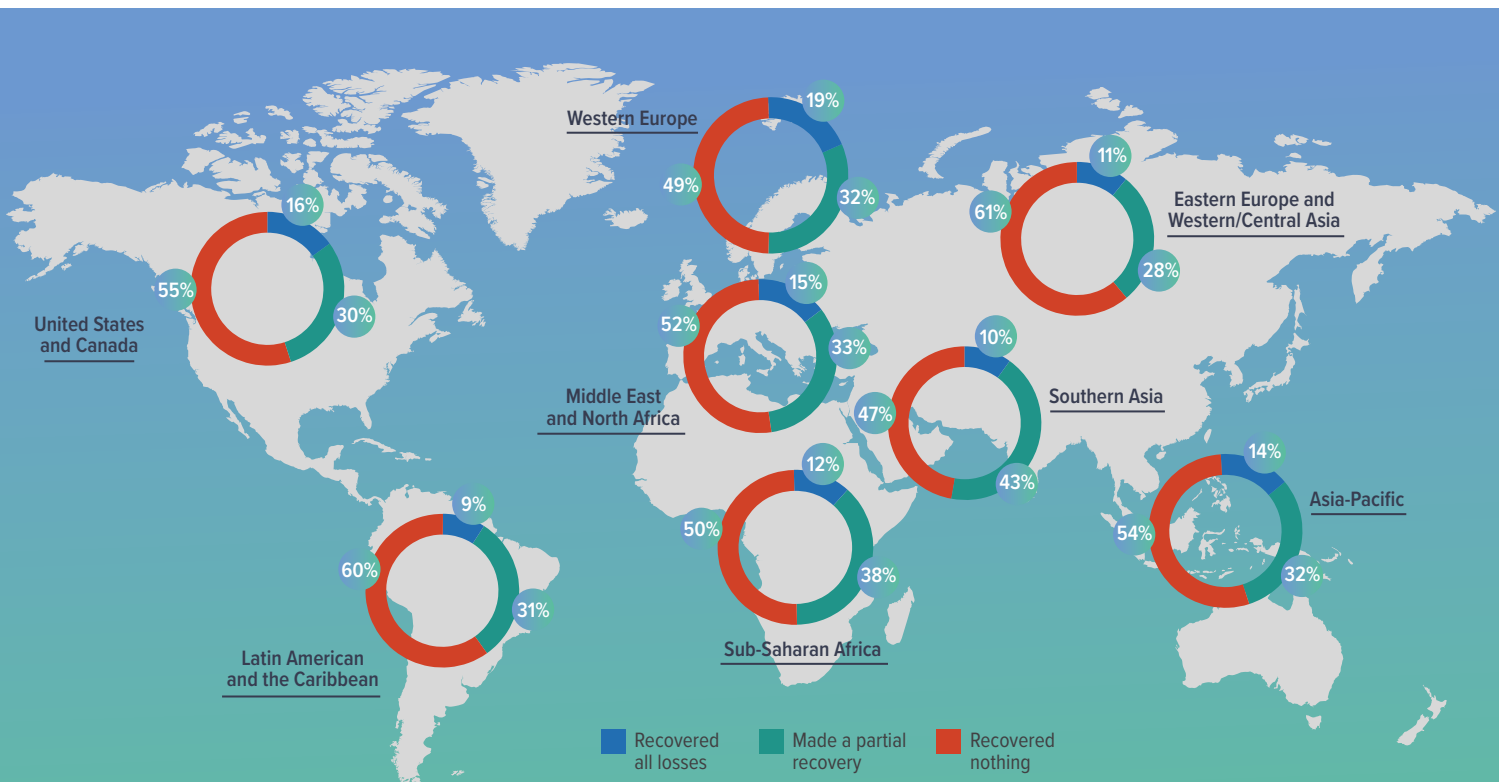 Western Europe
19%
49%
32%
11%
61%
28%
Eastern Europe and
Western/Central Asia
16%
55%
30%
United States
and Canada
15%
52%
33%
Middle East
and North Africa
10%
47%
43%
Southern Asia
12%
50%
38%
Sub-Saharan Africa
14%
54%
32%
Asia-Pacific
9%
60%
31%
Latin American
and the Caribbean
Recovered
all losses
Made a partial
recovery
Recovered
nothing